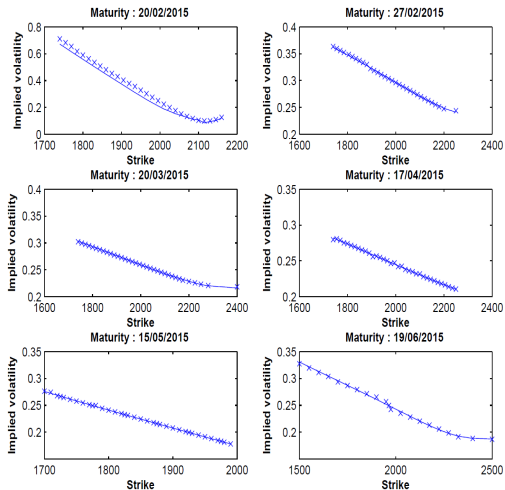 Maturity : 20/02/2015
Implied volatility
0.8
0.6
0.4
0.2
0
1700 1800 1900 2000 2100 2200
Strike
Maturity : 27/02/2015
Implied volatility
0.4
0.35
0.3
0.25
0.2
1600 1800 2000 2200 2400
Strike
Maturity : 20/03/2015
Implied volatility
0.4
0.35
0.3
0.25
0.2
1600 1800 2000 2200 2400
Strike
Maturity : 17/04/2015
Implied volatility
0.35
0.3
0.25
0.2
1600 1800 2000 2200 2400
Strike
Maturity : 15/05/2015
Implied volatility
0.35
0.3
0.25
0.2
1700 1800 1900 2000
Strike
Maturity : 19/06/2015
Implied volatility
0.35
0.3
0.25
0.2
1500 2000 2500
Strike